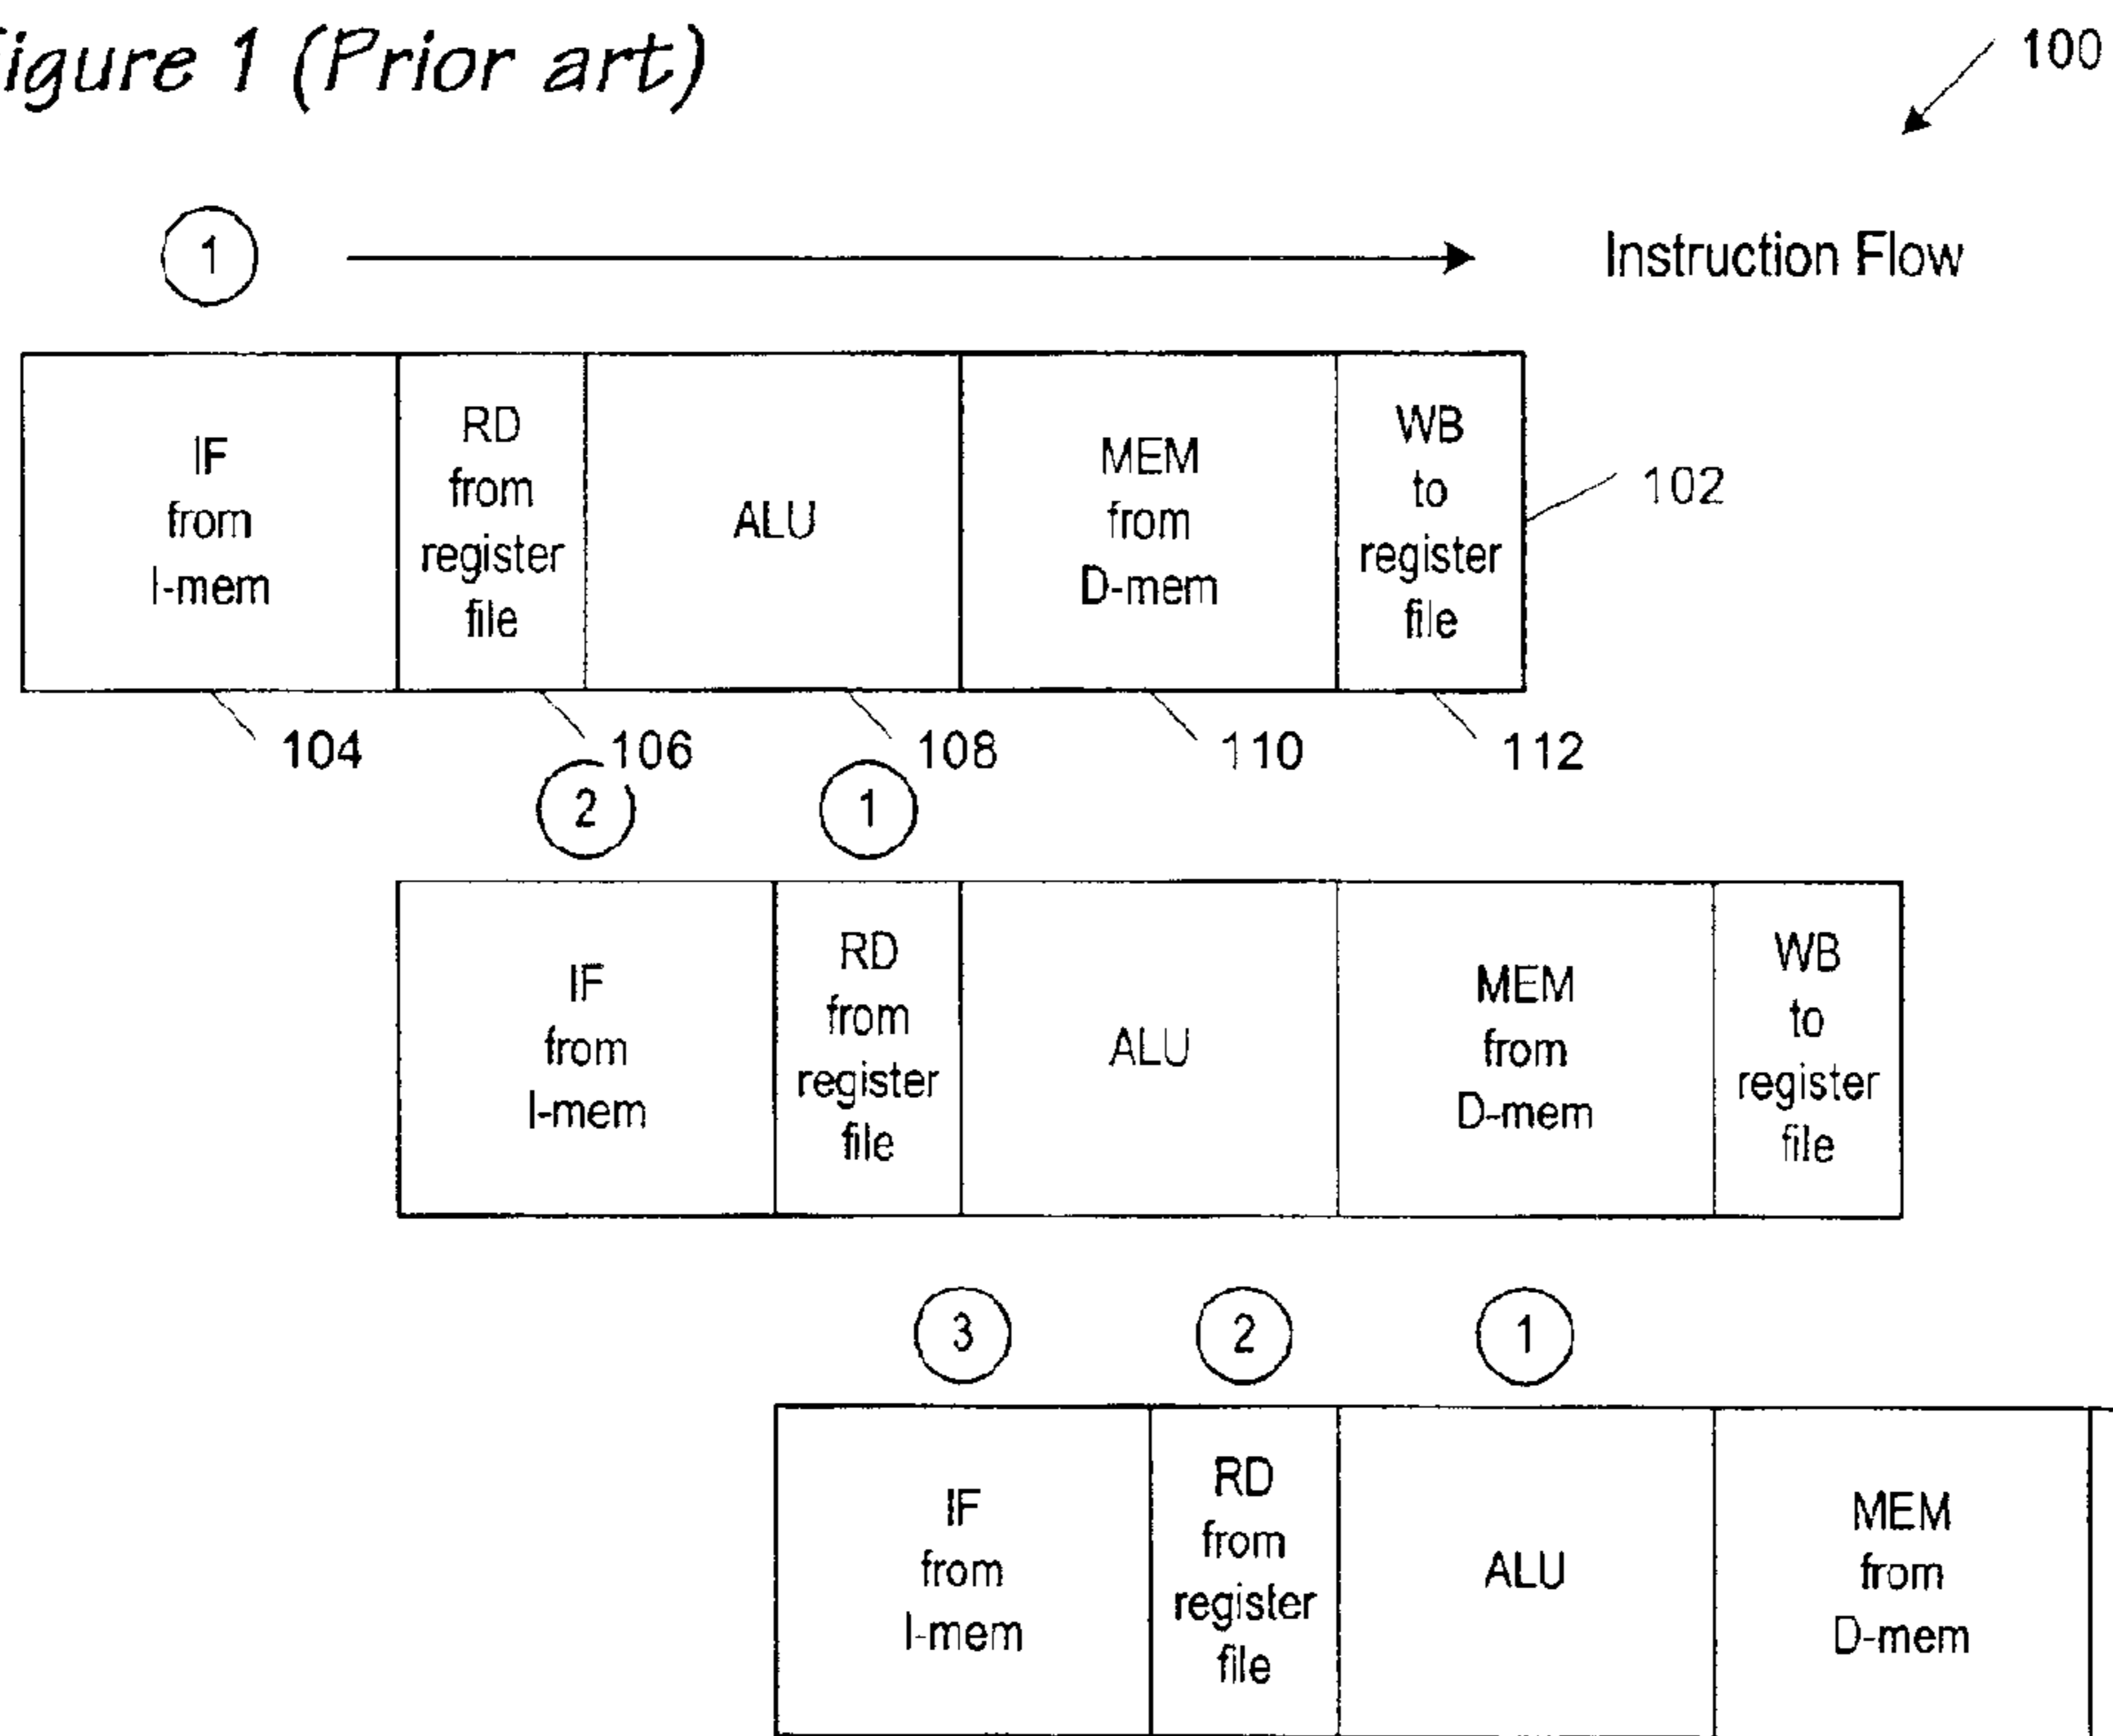 igure 1 (Prior art)
100
1
Instruction Flow
IF
from
I-mem
RD
from
register
file
ALU
MEM
from
D-mem
WB
to
register
file
102
104
106
108
110
112
2
1
IF
from
I-mem
RD
from
register
file
ALU
MEM
from
D-mem
WB
to
register
file
3
2
1
IF
from
I-mem
RD
from
register
file
ALU
MEM
from
D-mem